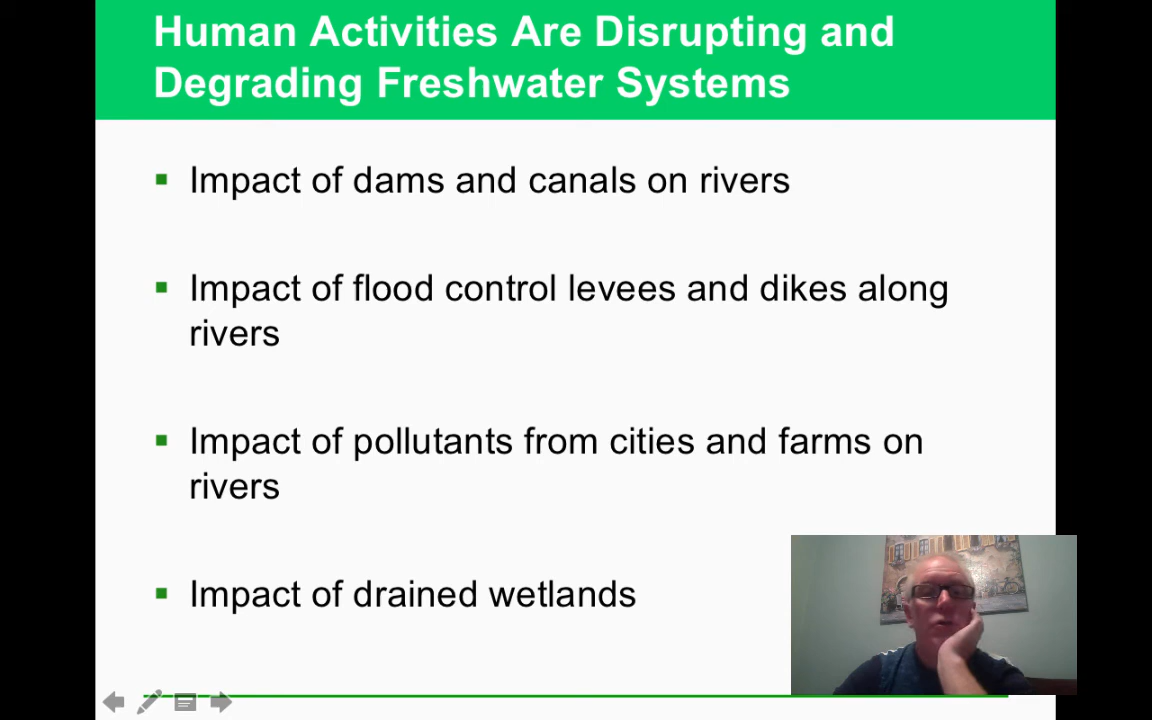 Human Activities Are Disrupting and
Degrading Freshwater Systems
Impact of dams and canals on rivers
Impact of flood control levees and dikes along
rivers
Impact of pollutants from cities and farms on
rivers
Impact of drained wetlands